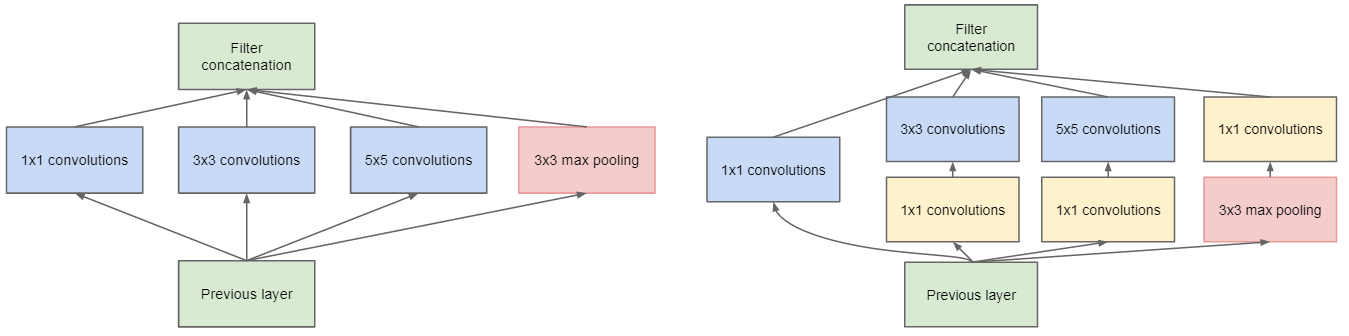 Filter
concatenation
1x1 convolutions
3x3 convolutions
5x5 convolutions
3x3 max pooling
Previous layer
Filter
concatenation
3x3 convolutions
5x5 convolutions
1x1 convolutions
1x1 convolutions
1x1 convolutions
1x1 convolutions
3x3 max pooling
Previous layer